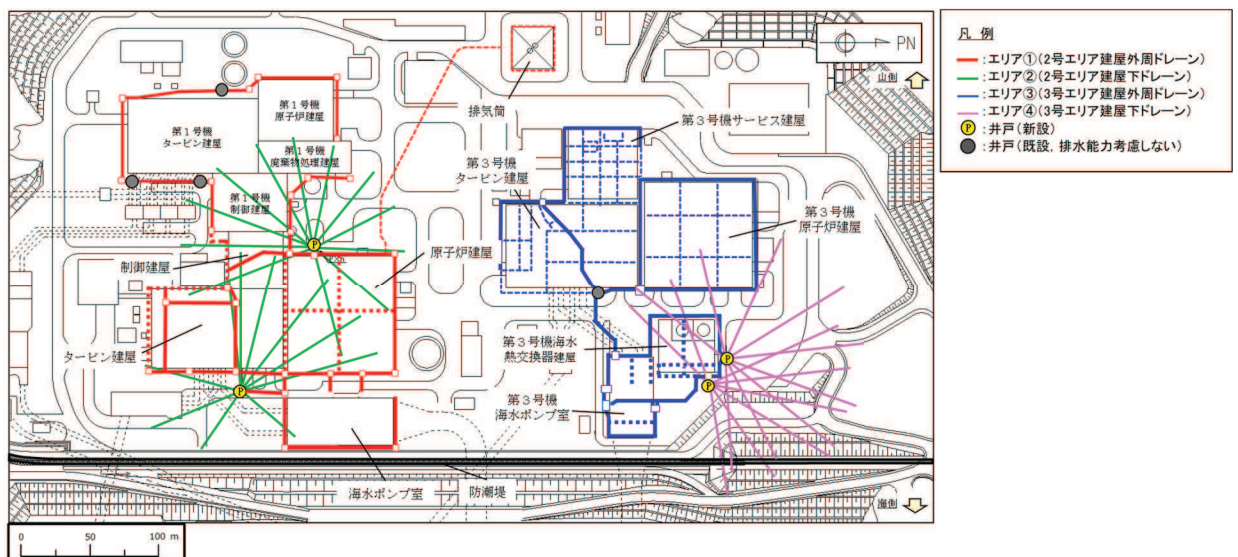 PN
山側
第1号機
原子炉建屋
第1号機
タービン建屋
第1号機
廃棄物処理建屋
第1号機
制御建屋
排気筒
第3号機サービス建屋
第3号機
タービン建屋
第3号機
原子炉建屋
原子炉建屋
制御建屋
タービン建屋
第3号機海水
熱交換器建屋
第3号機
海水ポンプ室
海水ポンプ室
防潮堤
海側
P
P
P
P
0 50 100 m
凡 例
:エリア①(2号エリア建屋外周ドレーン)
:エリア②(2号エリア建屋下ドレーン)
:エリア③(3号エリア建屋外周ドレーン)
:エリア④(3号エリア建屋下ドレーン)
P :井戸(新設)
:井戸(既設, 排水能力考慮しない)